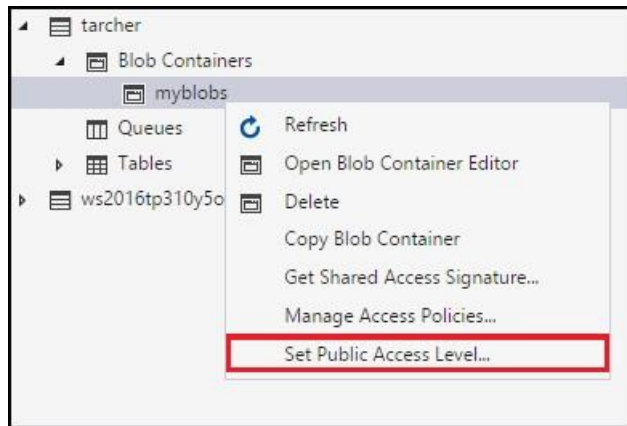 tarcher
Blob Containers
myblobs
Queues
Tables
ws2016tp310y5o
Refresh
Open Blob Container Editor
Delete
Copy Blob Container
Get Shared Access Signature...
Manage Access Policies...
Set Public Access Level...